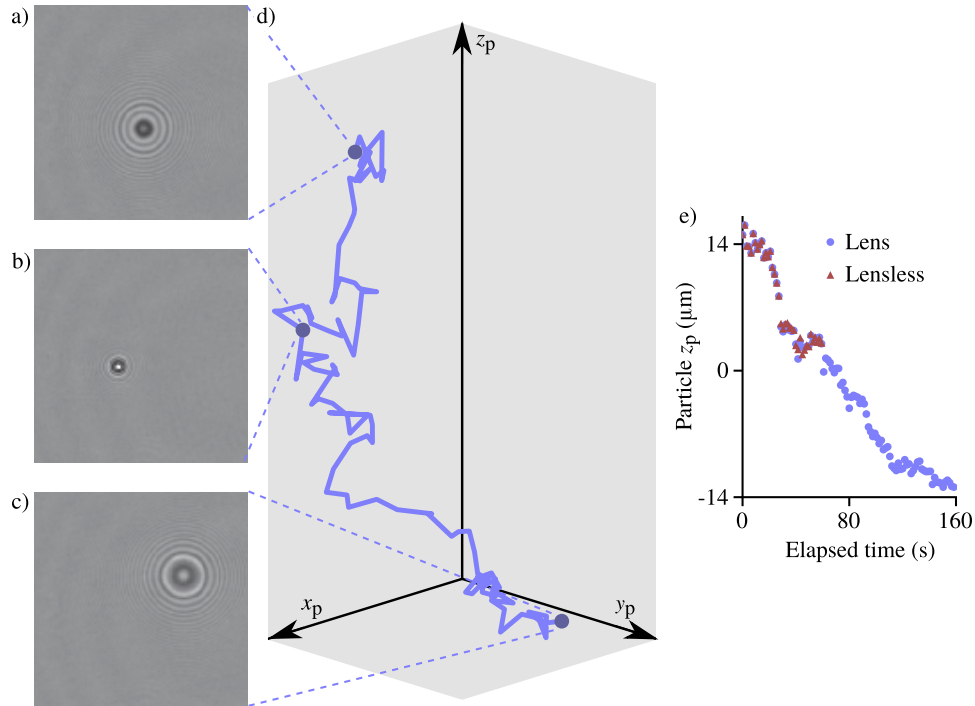 a)
b)
c)
d)
z_p
x_p
y_p
e)
Particle z_p (μm)
14
0
-14
Lens
Lensless
0 80 160
Elapsed time (s)